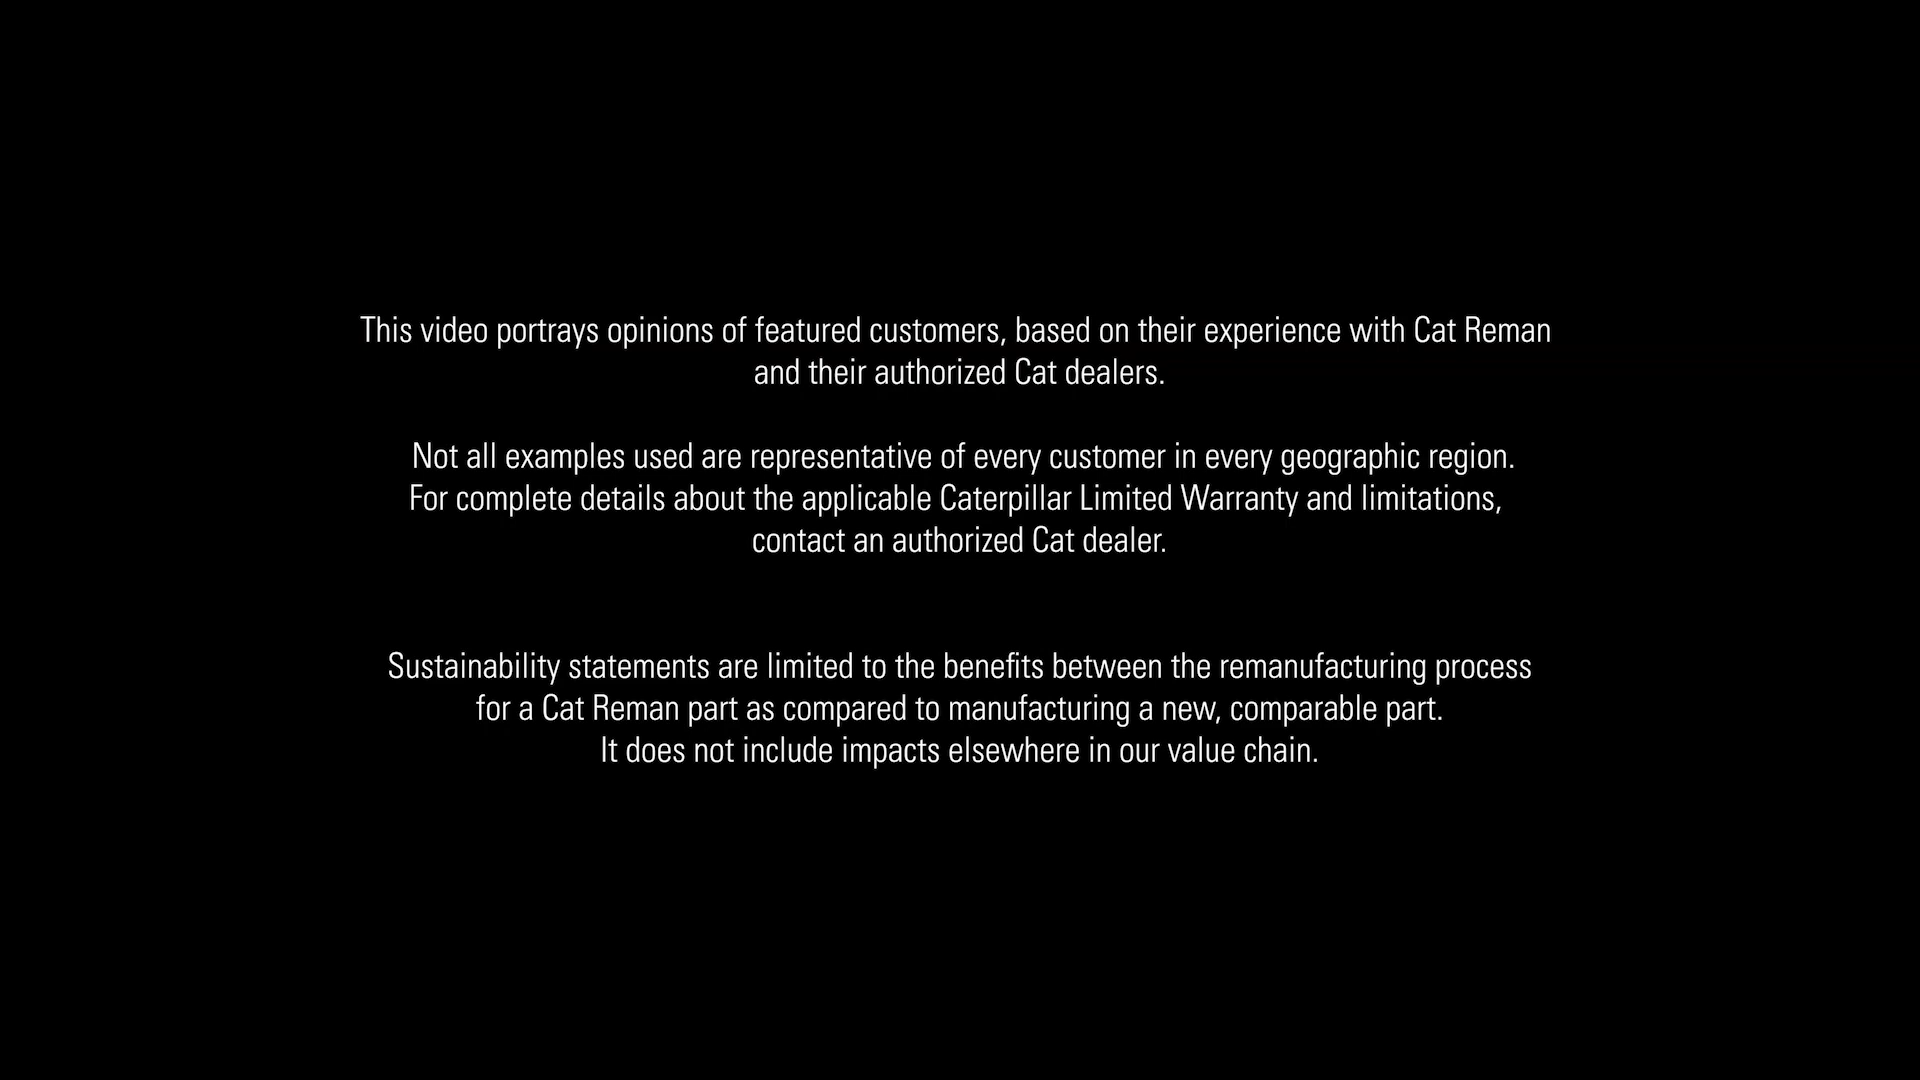 This video portrays opinions of featured customers, based on their experience with Cat Reman
and their authorized Cat dealers.
Not all examples used are representative of every customer in every geographic region.
For complete details about the applicable Caterpillar Limited Warranty and limitations,
contact an authorized Cat dealer.
Sustainability statements are limited to the benefits between the remanufacturing process
for a Cat Reman part as compared to manufacturing a new, comparable part.
It does not include impacts elsewhere in our value chain.